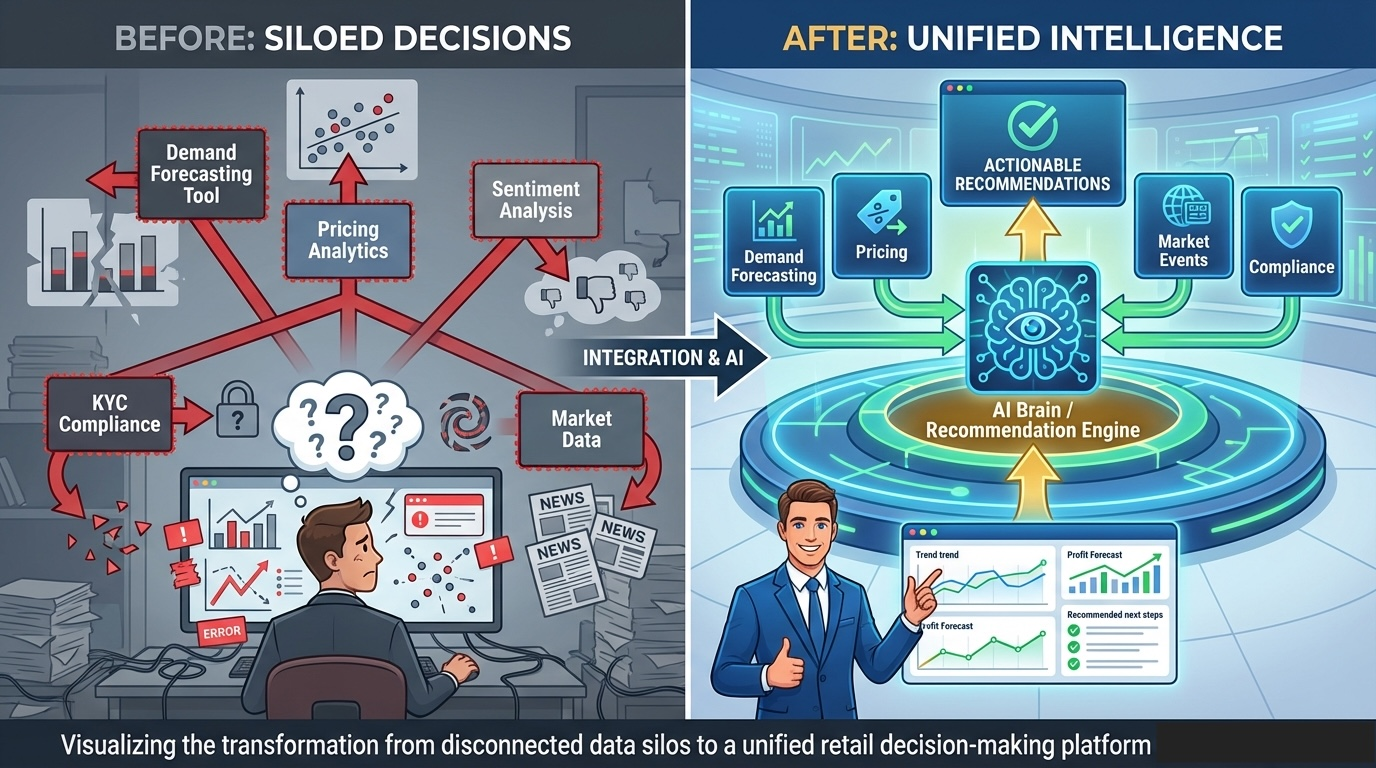 BEFORE: SILOED DECISIONS
Demand
Forecasting
Tool
Pricing
Analytics
Sentiment
Analysis
KYC
Compliance
?
? ? ? ? ? ? ?
Market
Data
NEWS
NEWS
NEWS
!
!
!
ERROR
INTEGRATION & AI
AFTER: UNIFIED INTELLIGENCE
ACTIONABLE
RECOMMENDATIONS
Demand
Forecasting
Pricing
%
Market
Events
Compliance
AI Brain /
Recommendation Engine
Trend trend
Profit Forecast
rofit Forecast
Recommended next steps
Visualizing the transformation from disconnected data silos to a unified retail decision-making platform